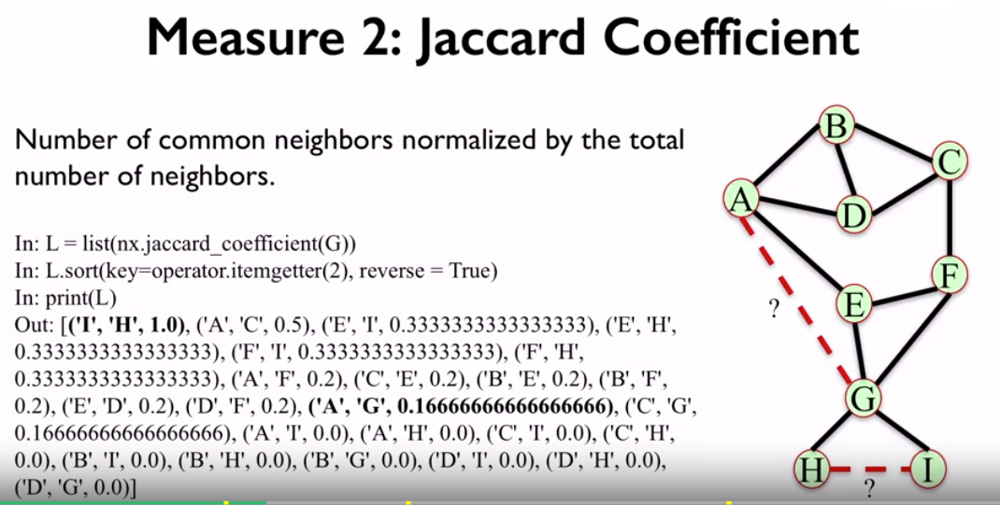 Measure 2: Jaccard Coefficient
Number of common neighbors normalized by the total
number of neighbors.
In: L = list(nx.jaccard_coefficient(G))
In: L.sort(key=operator.itemgetter(2), reverse = True)
In: print(L)
Out: [('I', 'H', 1.0), ('A', 'C', 0.5), ('E', 'I', 0.3333333333333333), ('E', 'H',
0.3333333333333333), ('F', 'I', 0.3333333333333333), ('F', 'H',
0.3333333333333333), ('A', 'F', 0.2), ('C', 'E', 0.2), ('B', 'E', 0.2), ('B', 'F',
0.2), ('E', 'D', 0.2), ('D', 'F', 0.2), ('A', 'G', 0.16666666666666666), ('C', 'G',
0.16666666666666666), ('A', 'I', 0.0), ('A', 'H', 0.0), ('C', 'I', 0.0), ('C', 'H',
0.0), ('B', 'I', 0.0), ('B', 'H', 0.0), ('B', 'G', 0.0), ('D', 'I', 0.0), ('D', 'H', 0.0),
('D', 'G', 0.0)]
B
C
A
D
F
E
?
G
H
I
?